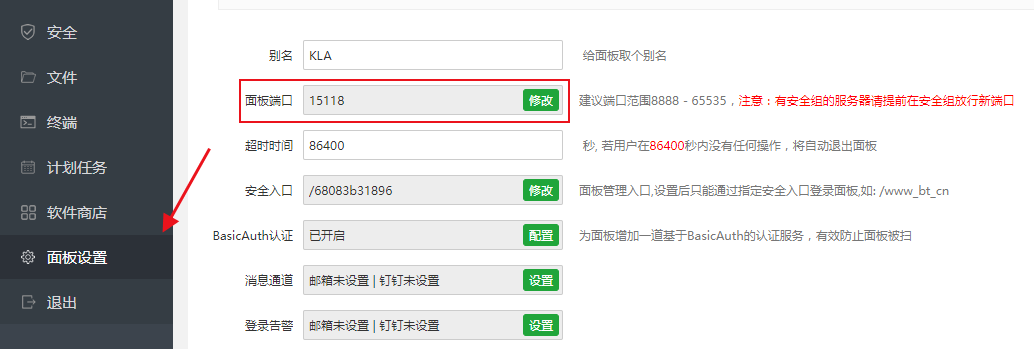 安全
文件
终端
计划任务
软件商店
面板设置
退出
别名 KLA 给面板取个别名
面板端口 15118 修改 建议端口范围8888 - 65535，注意：有安全组的服务器请提前在安全组放行新端口
超时时间 86400 秒, 若用户在86400秒内没有任何操作，将自动退出面板
安全入口 /68083b31896 修改 面板管理入口,设置后只能通过指定安全入口登录面板,如: /www_bt_cn
BasicAuth认证 已开启 配置 为面板增加一道基于BasicAuth的认证服务，有效防止面板被扫
消息通道 邮箱未设置 | 钉钉未设置 设置
登录告警 邮箱未设置 | 钉钉未设置 设置